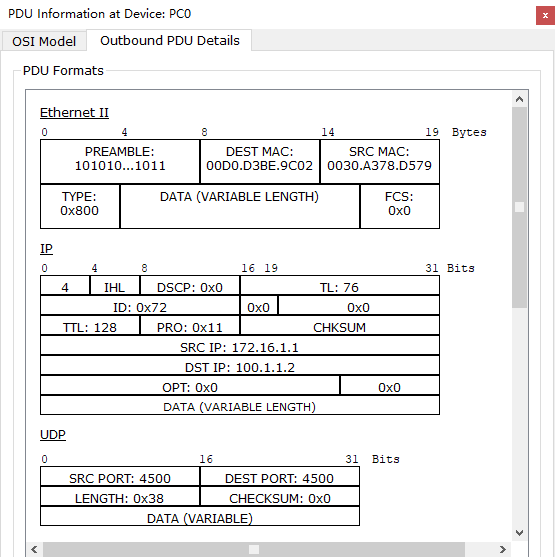 PDU Information at Device: PC0
x
OSI Model Outbound PDU Details
PDU Formats
Ethernet II
0 4 8 14 19 Bytes
PREAMBLE: DEST MAC: SRC MAC:
101010...1011 00D0.D3BE.9C02 0030.A378.D579
TYPE: DATA (VARIABLE LENGTH) FCS:
0x800 0x0
IP
0 4 8 16 19 31 Bits
4 IHL DSCP: 0x0 TL: 76
ID: 0x72 0x0 0x0
TTL: 128 PRO: 0x11 CHKSUM
SRC IP: 172.16.1.1
DST IP: 100.1.1.2
OPT: 0x0 0x0
DATA (VARIABLE LENGTH)
UDP
0 16 31 Bits
SRC PORT: 4500 DEST PORT: 4500
LENGTH: 0x38 CHECKSUM: 0x0
DATA (VARIABLE)